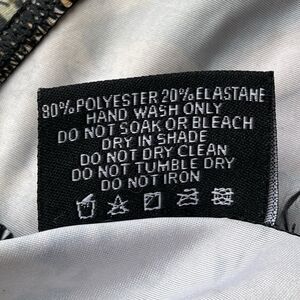 80% POLYESTER 20% ELASTANE
HAND WASH ONLY
DO NOT SOAK OR BLEACH
DRY IN SHADE
DO NOT DRY CLEAN
DO NOT TUMBLE DRY
DO NOT IRON